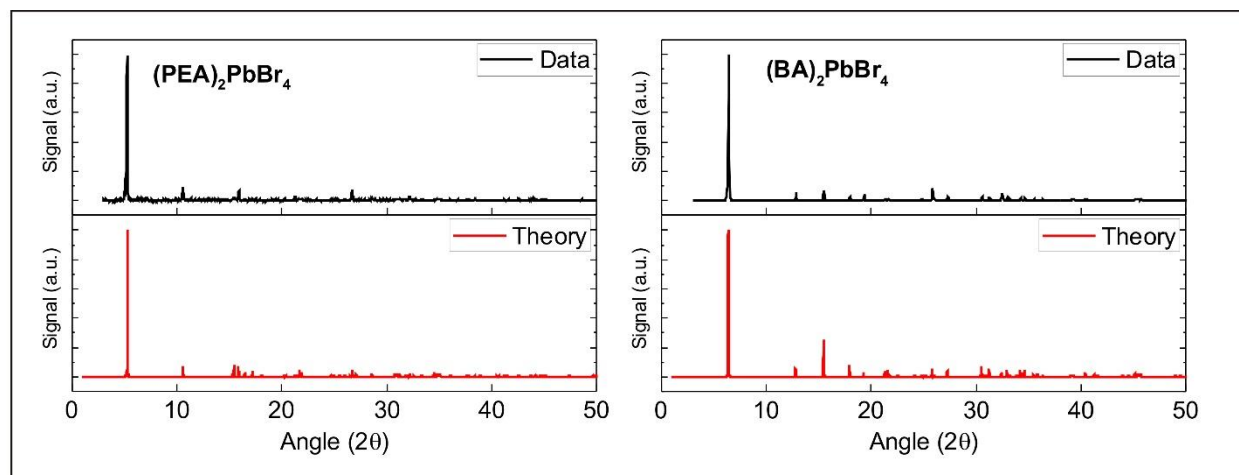 (PEA)₂PbBr₄
Data
Signal (a.u.)
Theory
Signal (a.u.)
0 10 20 30 40 50
Angle (2θ)
(BA)₂PbBr₄
Data
Signal (a.u.)
Theory
Signal (a.u.)
0 10 20 30 40 50
Angle (2θ)